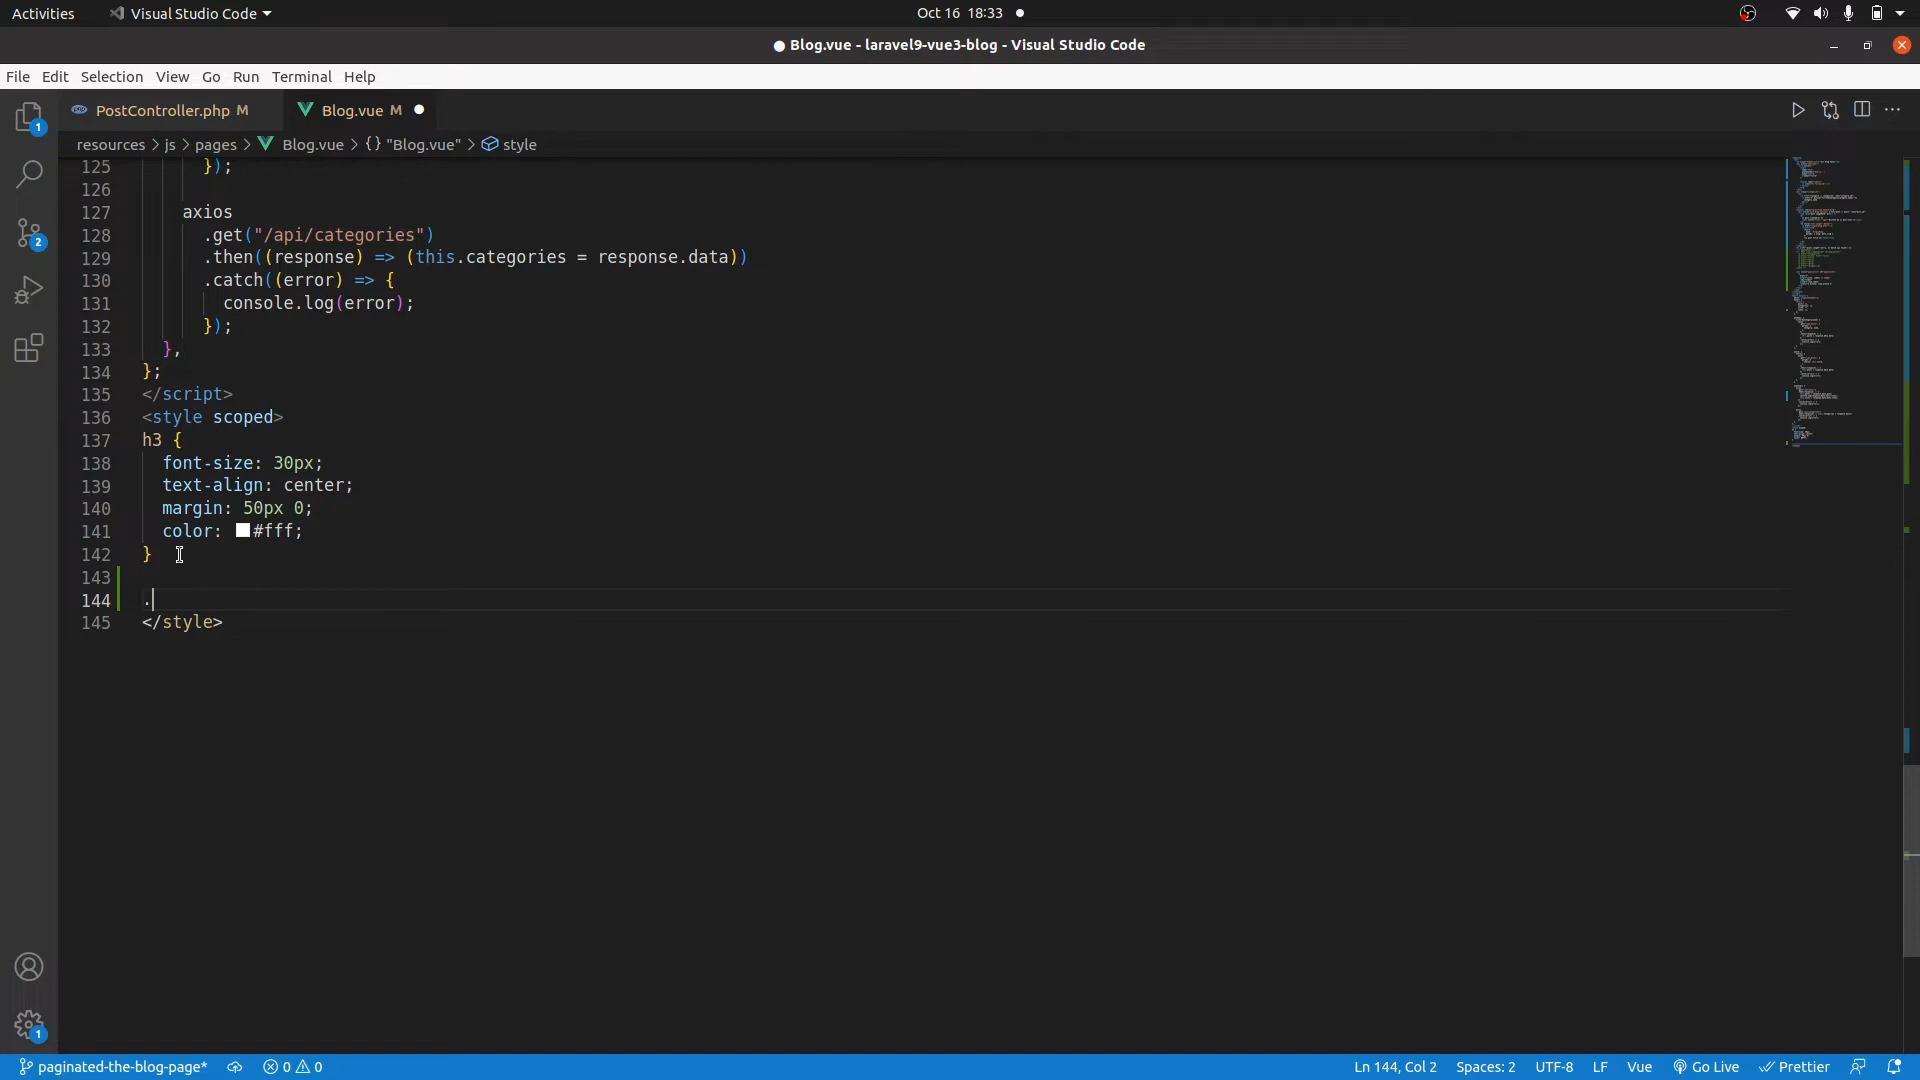 Activities Visual Studio Code Oct 16 18:33
Blog.vue - laravel9-vue3-blog - Visual Studio Code
File Edit Selection View Go Run Terminal Help
1 PostController.php M Blog.vue M
resources > js > pages > Blog.vue > {} "Blog.vue" > style
125 });
126
127 axios
128 .get("/api/categories")
129 .then((response) => (this.categories = response.data))
130 .catch((error) => {
131 console.log(error);
132 });
133 },
134 };
135 </script>
136 <style scoped>
137 h3 {
138 font-size: 30px;
139 text-align: center;
140 margin: 50px 0;
141 color: #fff;
142 }
143
144 .
145 </style>
2
1
paginated-the-blog-page* 0 0 Ln 144, Col 2 Spaces: 2 UTF-8 LF Vue Go Live Prettier